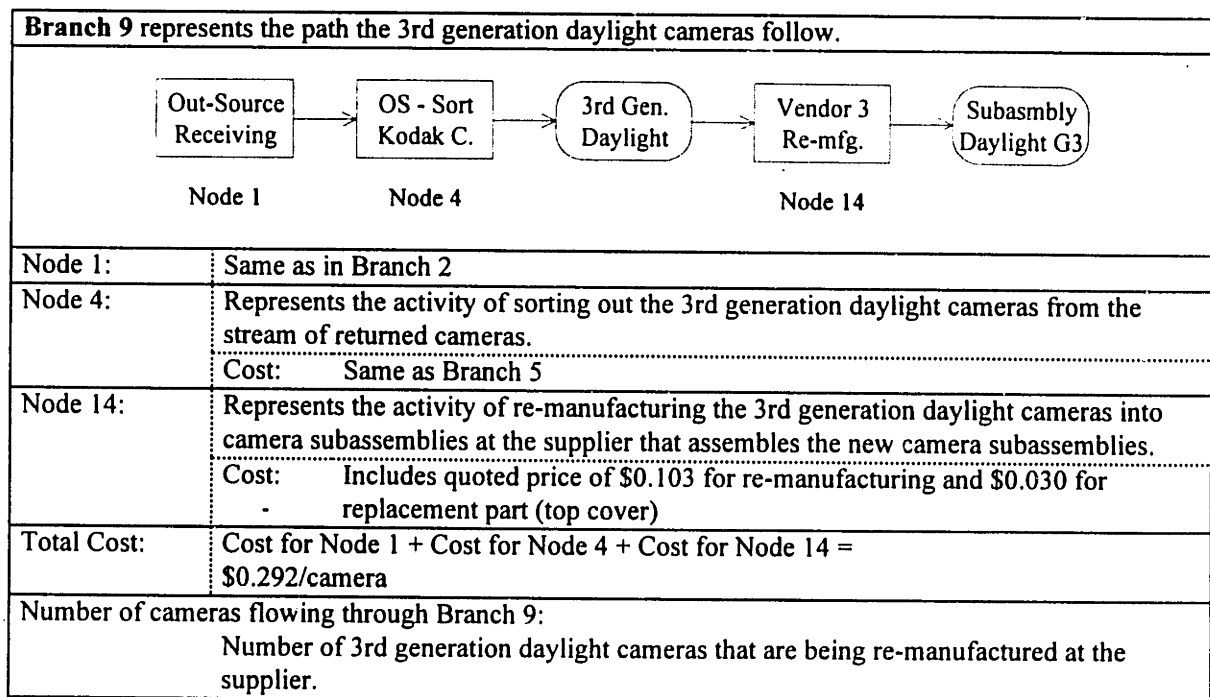 Branch 9 represents the path the 3rd generation daylight cameras follow.
Out-Source
Receiving
OS - Sort
Kodak C.
3rd Gen.
Daylight
Vendor 3
Re-mfg.
Subasmbly
Daylight G3
Node 1
Node 4
Node 14
Node 1:
Same as in Branch 2
Node 4:
Represents the activity of sorting out the 3rd generation daylight cameras from the
stream of returned cameras.
Cost: Same as Branch 5
Node 14:
Represents the activity of re-manufacturing the 3rd generation daylight cameras into
camera subassemblies at the supplier that assembles the new camera subassemblies.
Cost: Includes quoted price of $0.103 for re-manufacturing and $0.030 for
- replacement part (top cover)
Total Cost:
Cost for Node 1 + Cost for Node 4 + Cost for Node 14 =
$0.292/camera
Number of cameras flowing through Branch 9:
Number of 3rd generation daylight cameras that are being re-manufactured at the
supplier.